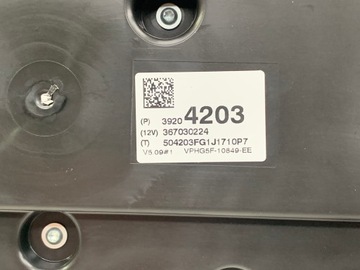 (P) 3920 4203
(12V) 367030224
(T) 504203FG1J1710P7
V5.09#1 VPHG5F-10849-EE